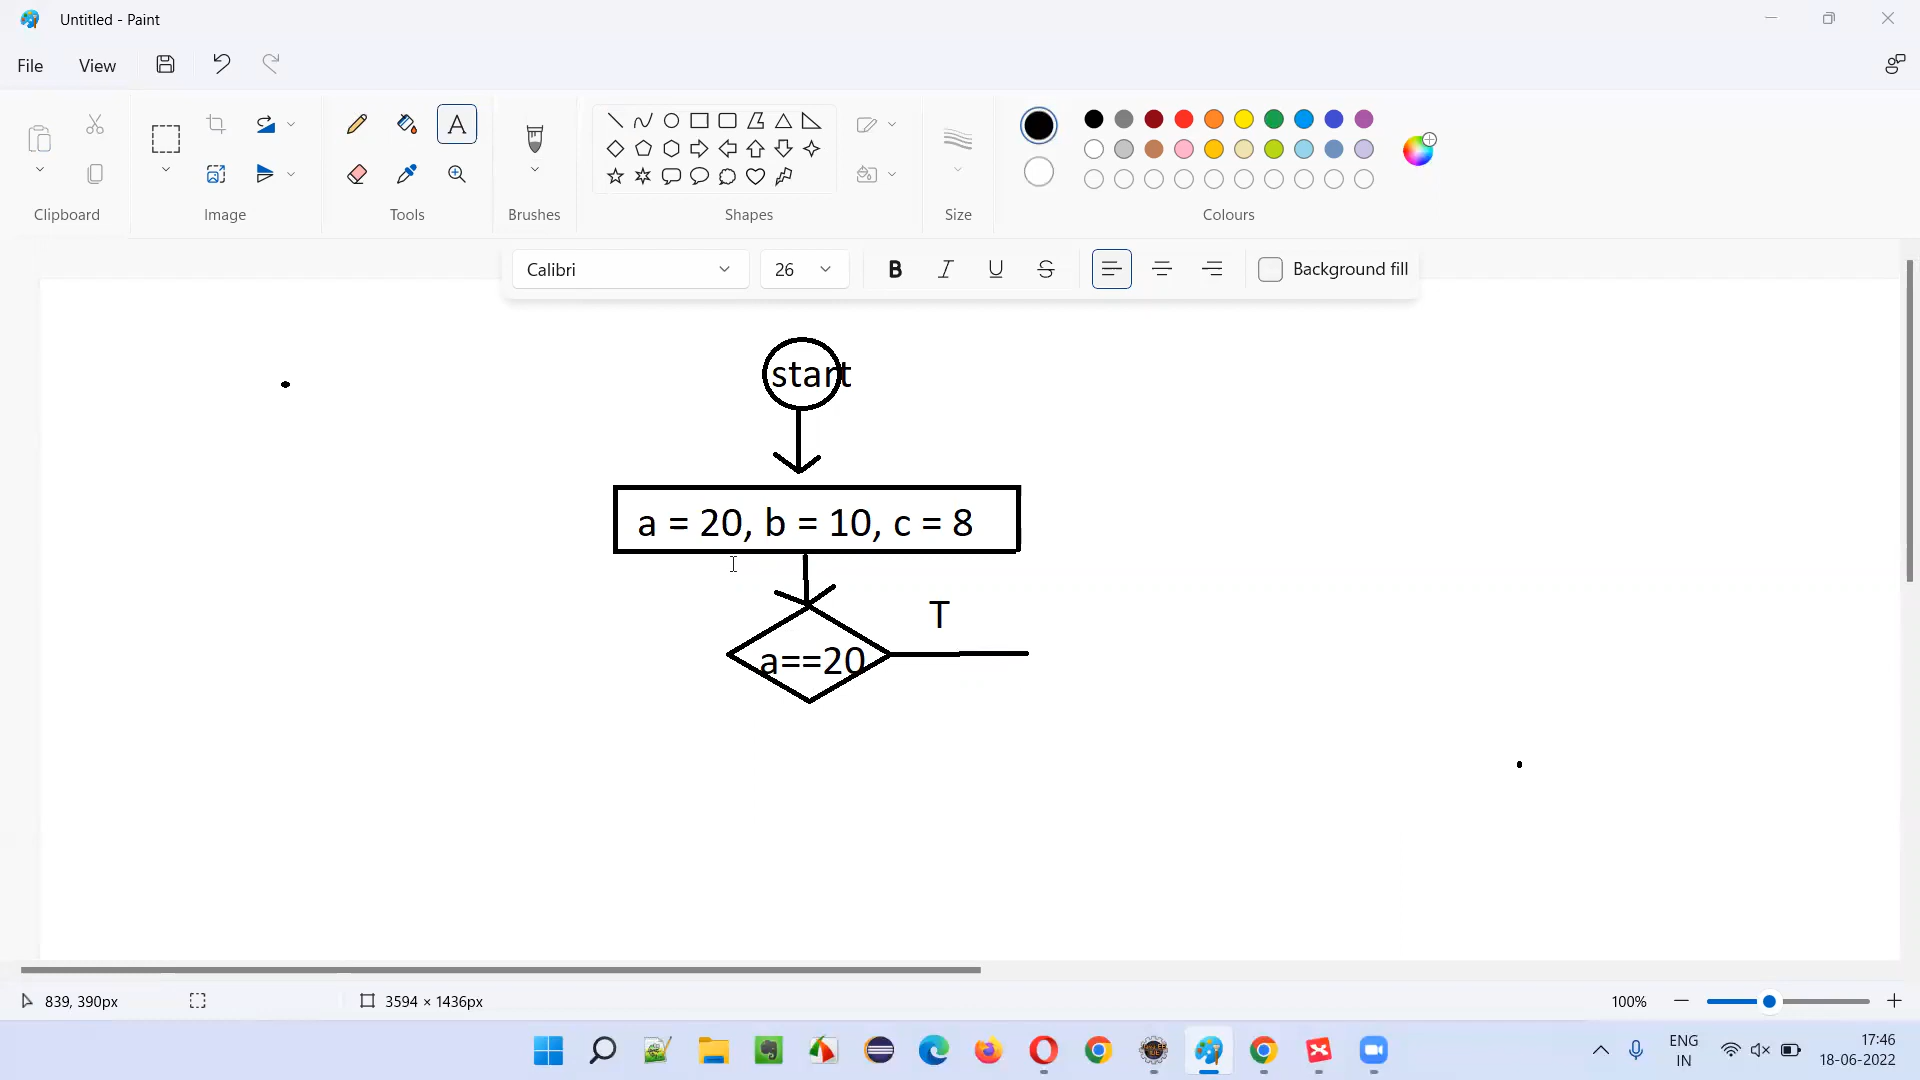 Untitled - Paint
File View
Clipboard Image Tools Brushes Shapes Size Colours
Calibri 26 B I U S Background fill
start
a = 20, b = 10, c = 8
T
a==20
839, 390px 3594 × 1436px 100%
ENG 17:46
IN 18-06-2022